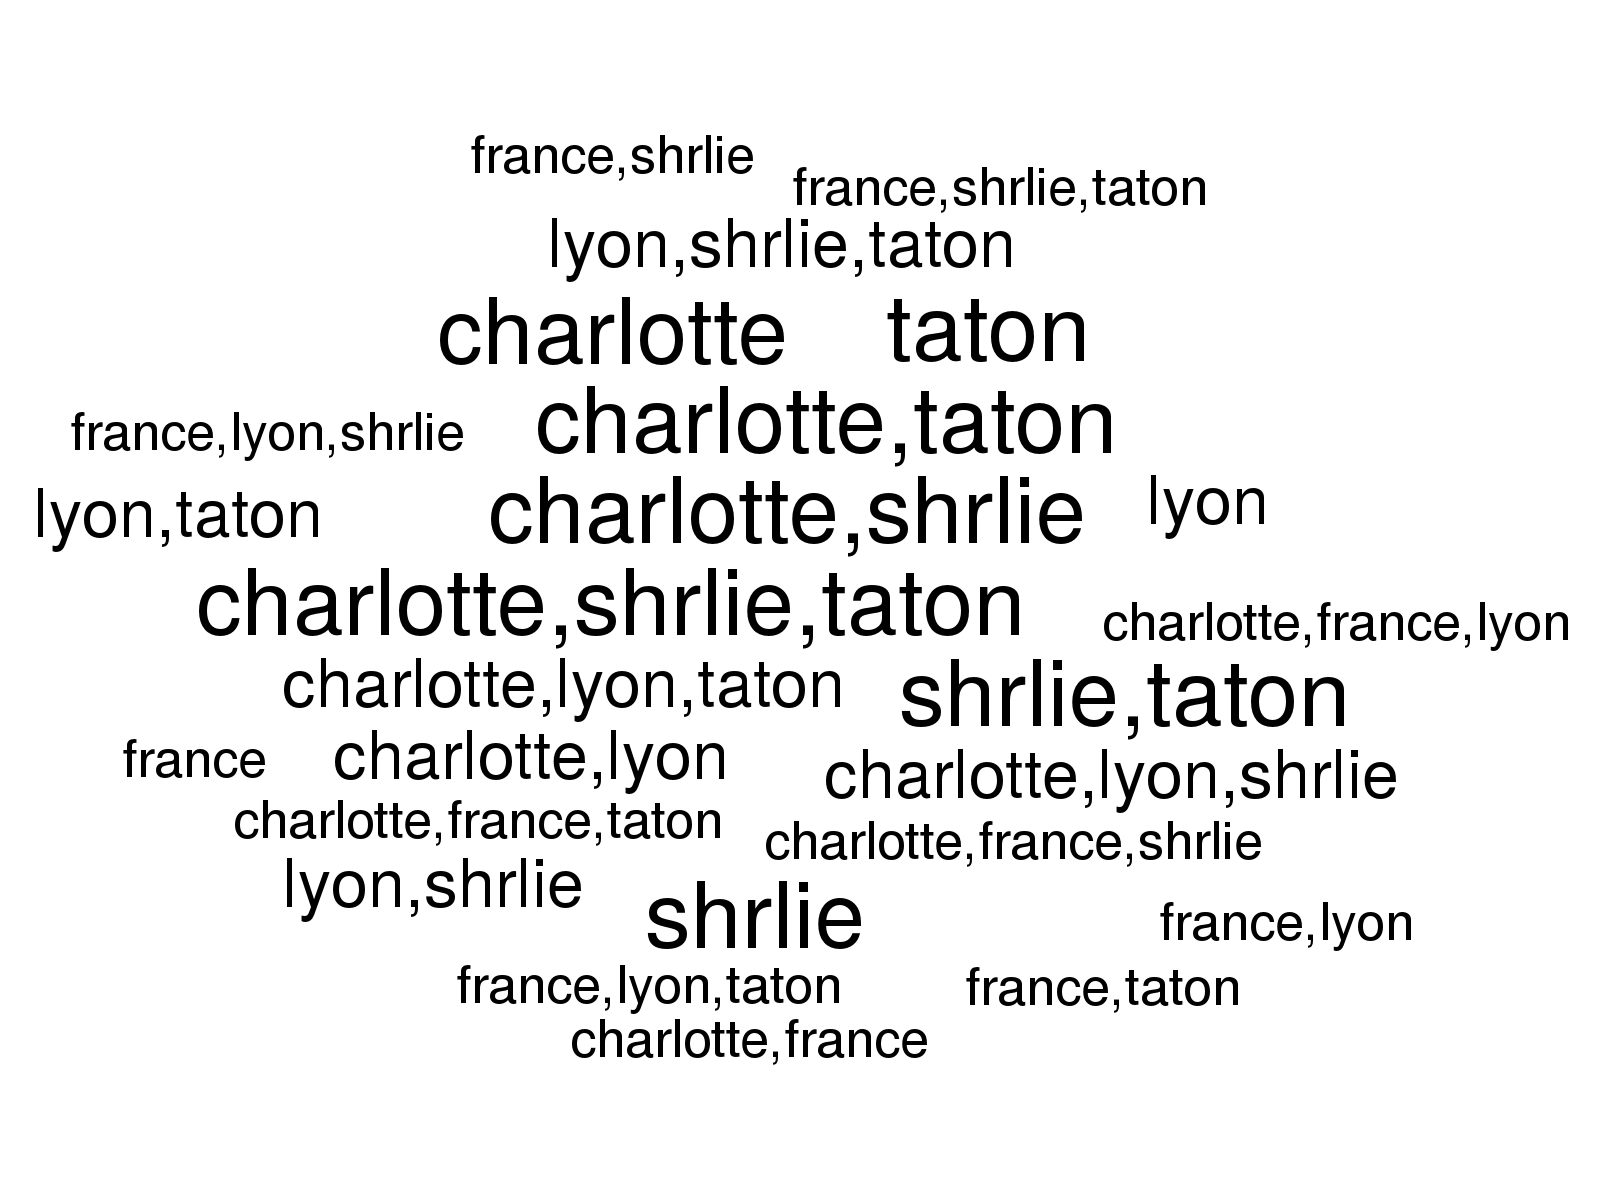 france,shrlie
france,shrlie,taton
lyon,shrlie,taton
charlotte
taton
charlotte,taton
france,lyon,shrlie
charlotte,shrlie
lyon
lyon,taton
charlotte,shrlie,taton
charlotte,france,lyon
charlotte,lyon,taton
shrlie,taton
france
charlotte,lyon
charlotte,lyon,shrlie
charlotte,france,taton
charlotte,france,shrlie
lyon,shrlie
shrlie
france,lyon
france,lyon,taton
france,taton
charlotte,france